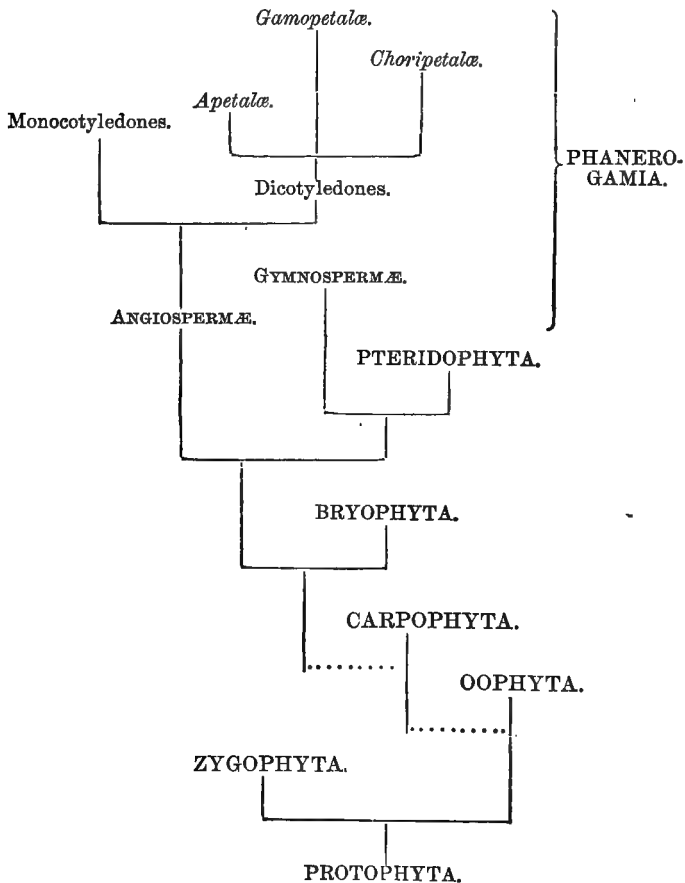 Gamopetalæ.
Choripetalæ.
Apetalæ.
Monocotyledones.
PHANERO-
GAMIA.
Dicotyledones.
GYMNOSPERMÆ.
ANGIOSPERMÆ.
PTERIDOPHYTA.
BRYOPHYTA.
CARPOPHYTA.
OOPHYTA.
ZYGOPHYTA.
PROTOPHYTA.